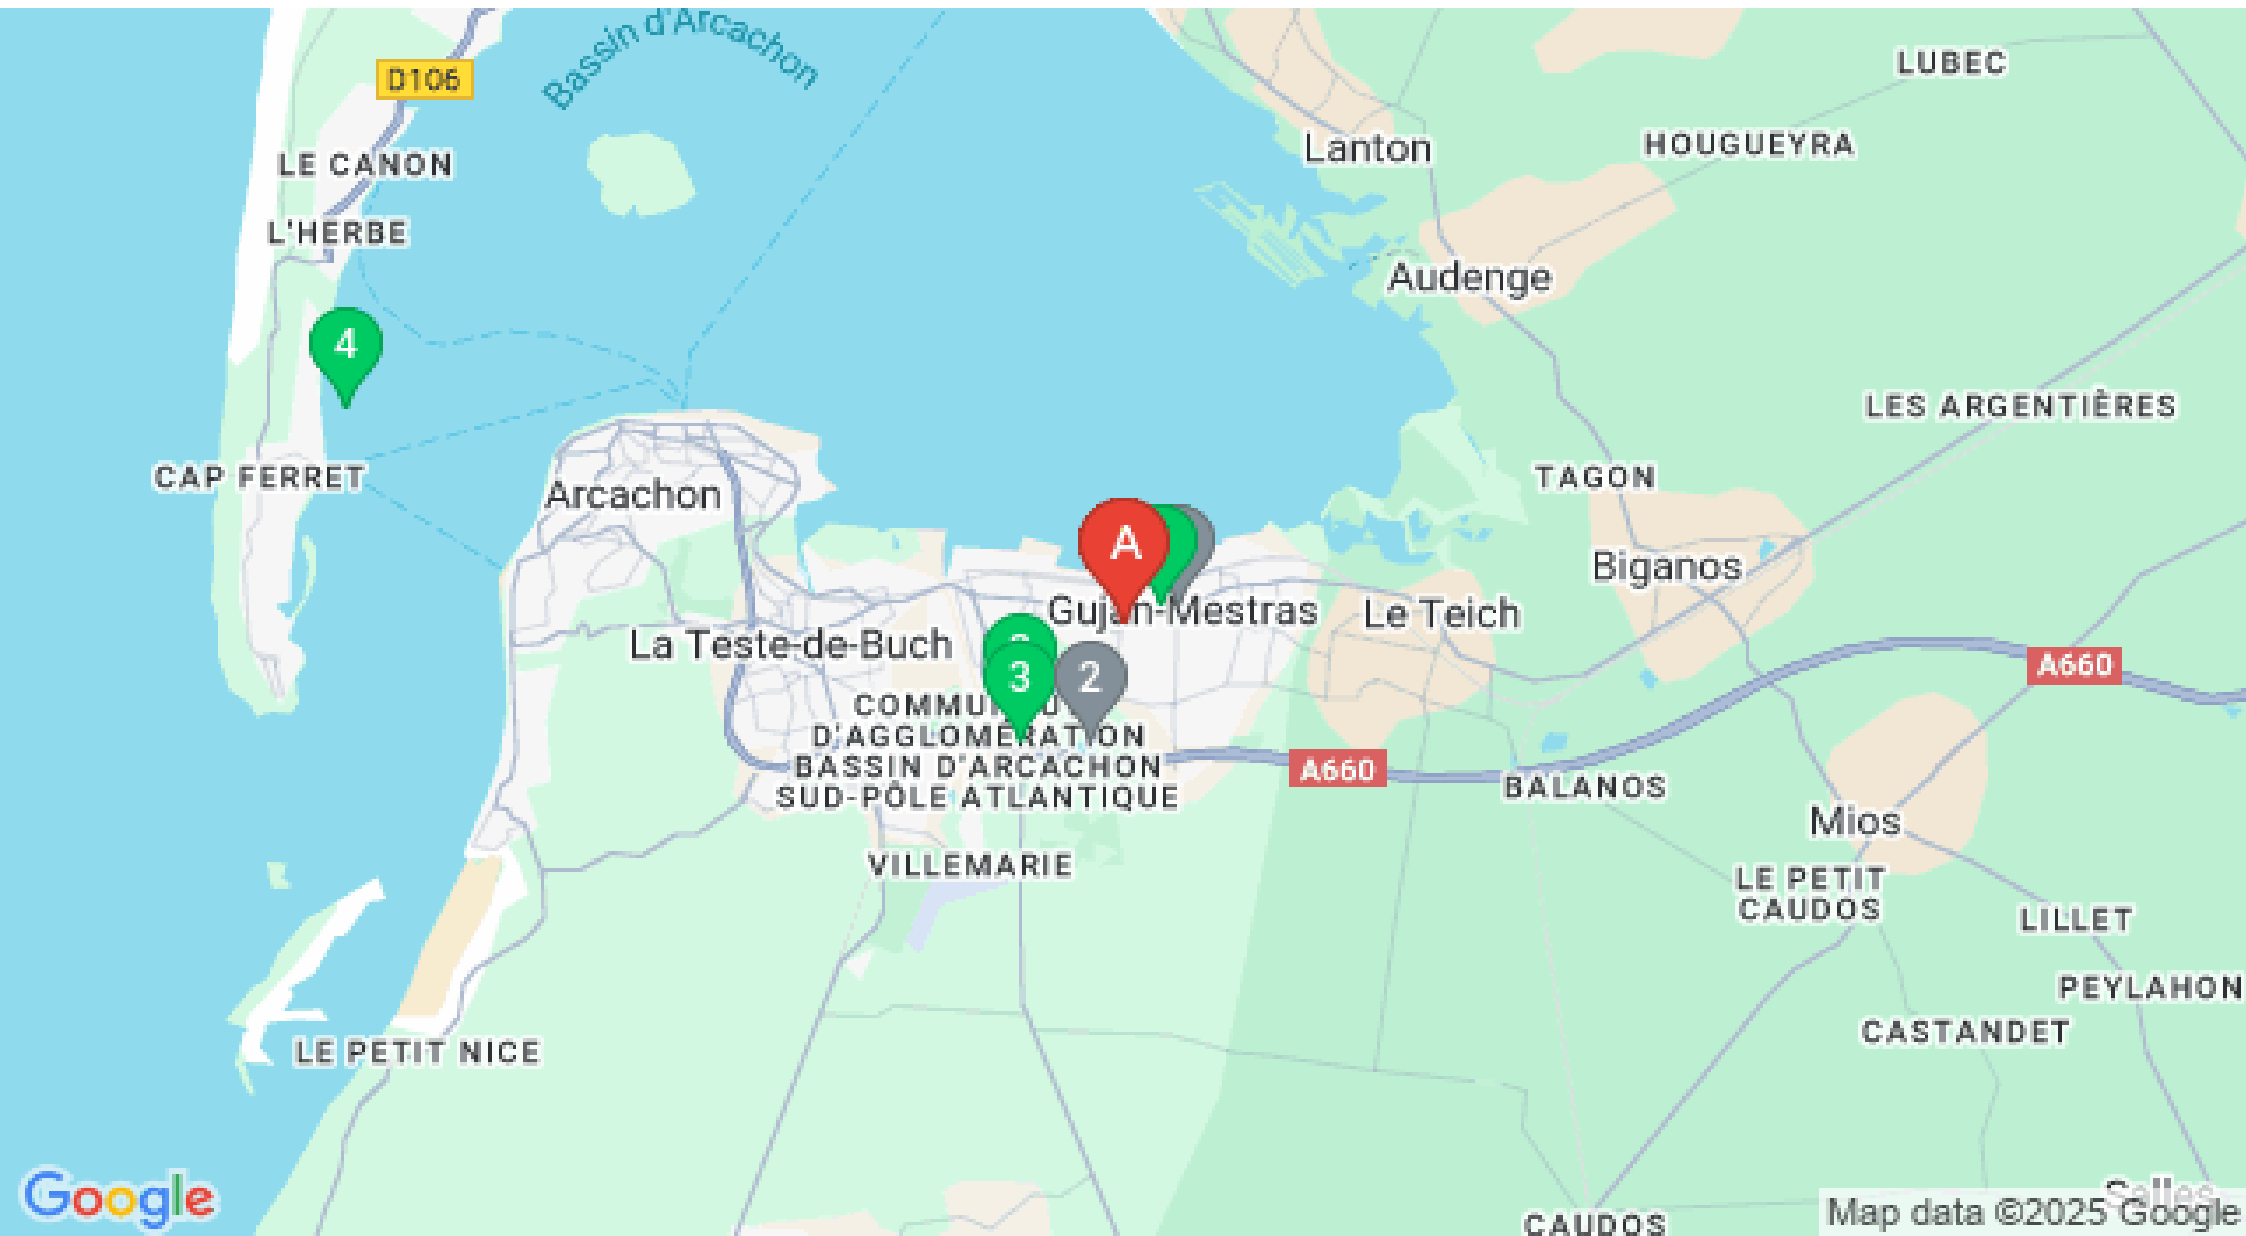 Bassin d'Arcachon
D106
LUBEC
LE CANON
Lanton
HOUGUEYRA
L'HERBE
Audenge
4
LES ARGENTIÈRES
CAP FERRET
TAGON
Arcachon
A
Biganos
Gujan-Mestras
Le Teich
La Teste-de-Buch
3
2
A660
D'AGGLOMÉRATION
BASSIN D'ARCACHON
SUD-PÔLE ATLANTIQUE
A660
BALANOS
Mios
VILLEMARIE
LE PETIT
CAUDOS
LILLET
PEYLAHON
CASTANDET
LE PETIT NICE
Salles
Google
Map data ©2025 Google
CAUDOS